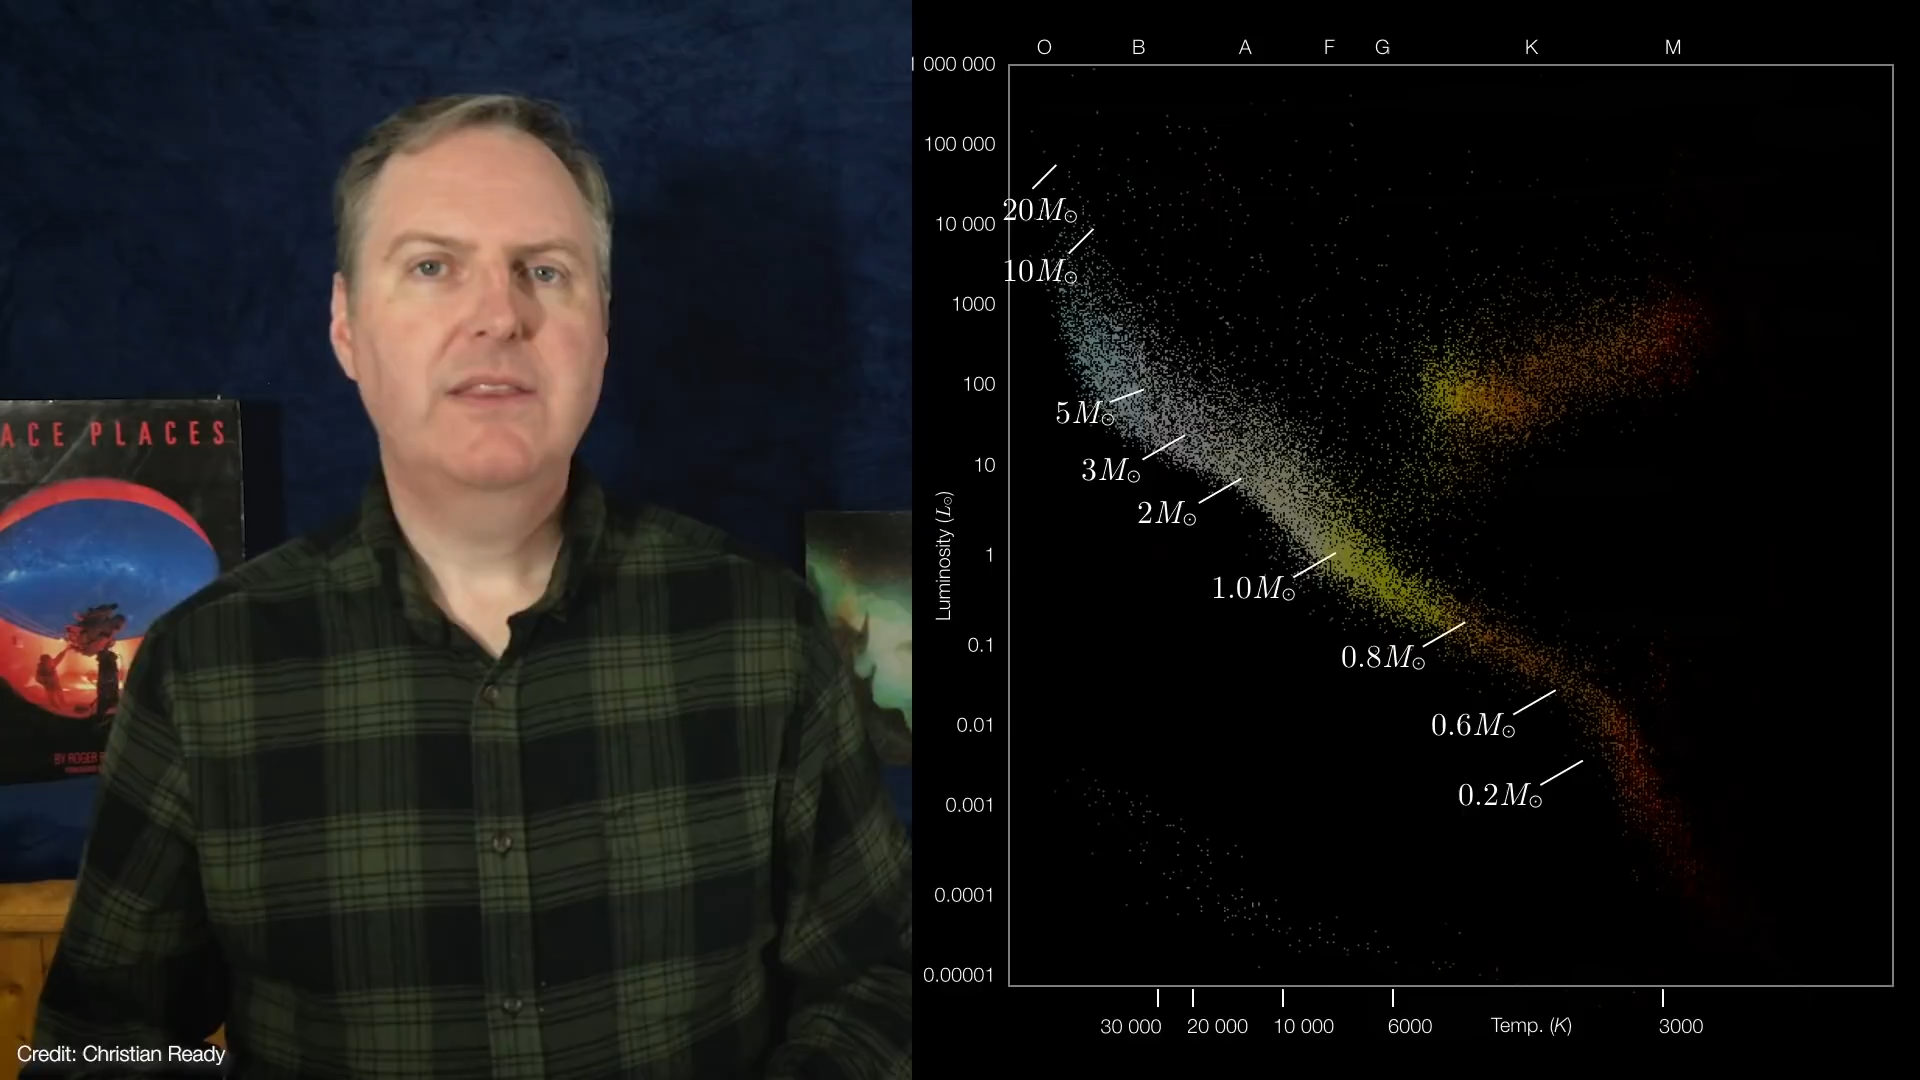 ACE PLACES
BY ROGER
Credit: Christian Ready
O B A F G K M
1 000 000
100 000
10 000
1000
100
10
1
0.1
0.01
0.001
0.0001
0.00001
Luminosity (L☉)
20M☉
10M☉
5M☉
3M☉
2M☉
1.0M☉
0.8M☉
0.6M☉
0.2M☉
30 000 20 000 10 000 6000 Temp. (K) 3000